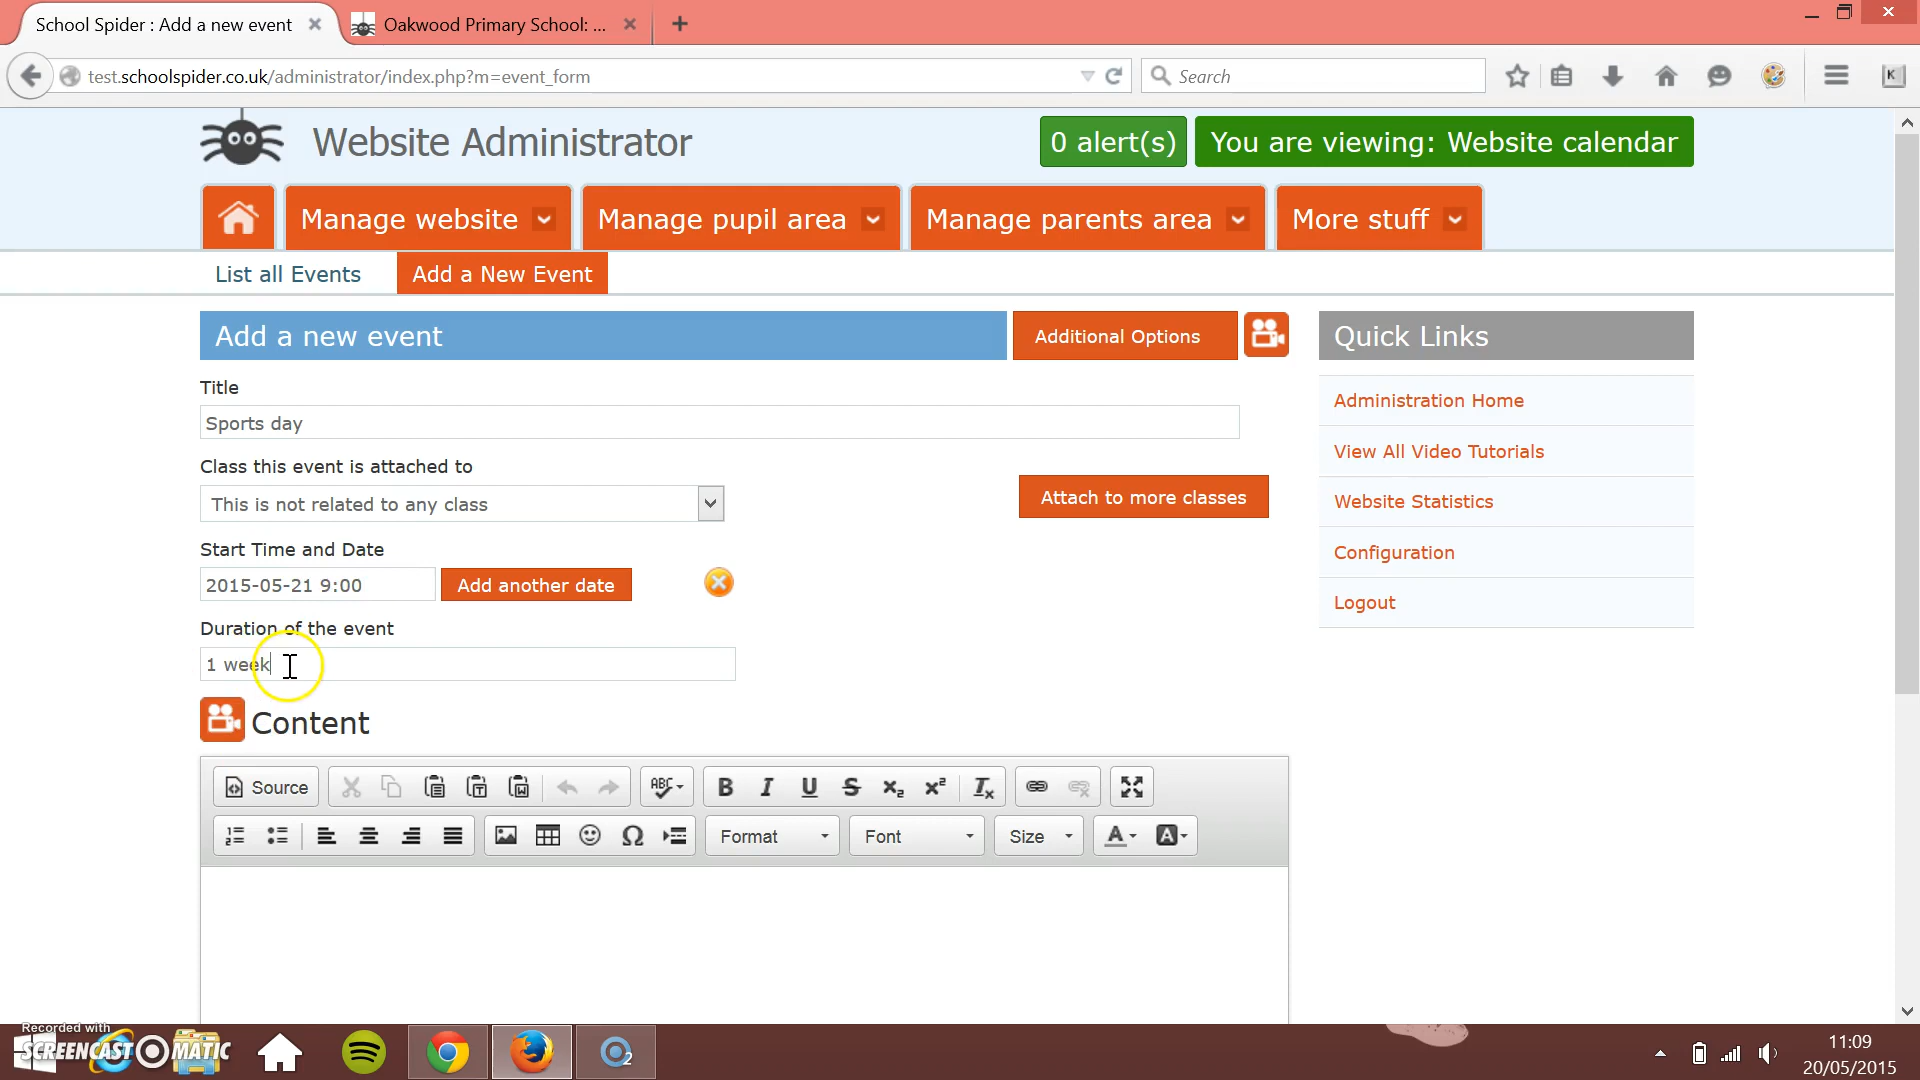 School Spider : Add a new event
Oakwood Primary School: ...
test.schoolspider.co.uk/administrator/index.php?m=event_form
Search
K
Website Administrator
0 alert(s)
You are viewing: Website calendar
Manage website
Manage pupil area
Manage parents area
More stuff
List all Events
Add a New Event
Add a new event
Additional Options
Quick Links
Title
Sports day
Administration Home
View All Video Tutorials
Website Statistics
Configuration
Logout
Class this event is attached to
This is not related to any class
Attach to more classes
Start Time and Date
2015-05-21 9:00
Add another date
Duration of the event
1 week
Content
Source
ABC
B I U S x₂ x² Tx
Format
Font
Size
A
A
Recorded with
SCREENCAST-O-MATIC
2
11:09
20/05/2015